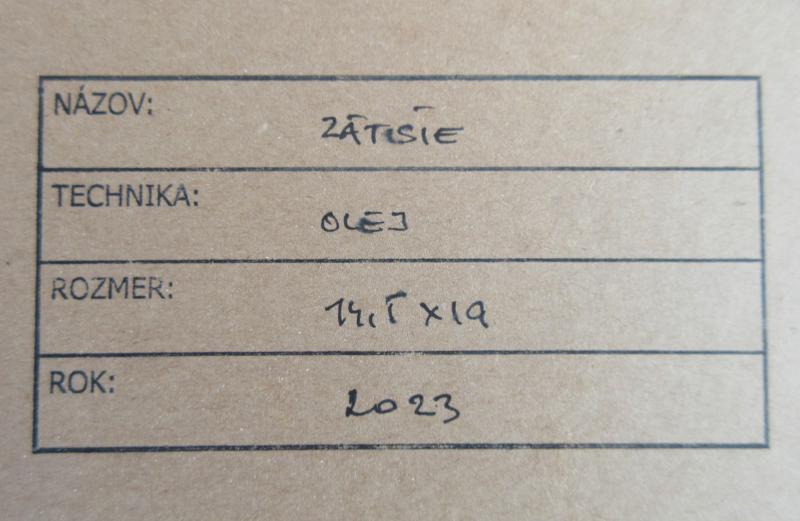 NÁZOV:
ZÁTIŠIE
TECHNIKA:
OLEJ
ROZMER:
14,5 x 19
ROK:
2023